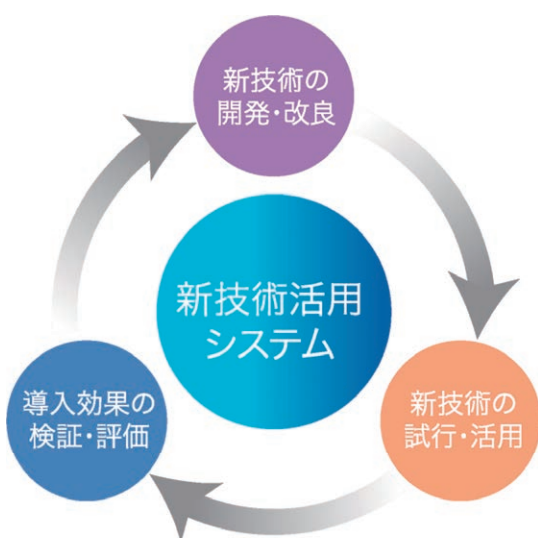 新技術の
開発・改良
新技術活用
システム
導入効果の
検証・評価
新技術の
試行・活用